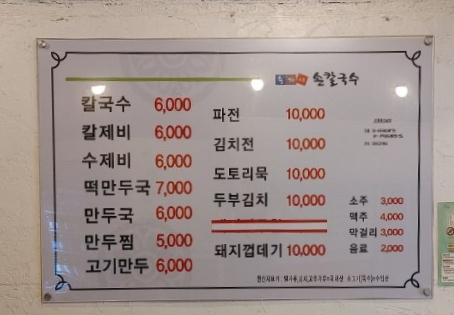 손칼국수
칼국수 6,000
칼제비 6,000
수제비 6,000
떡만두국 7,000
만두국 6,000
만두찜 5,000
고기만두 6,000
파전 10,000
김치전 10,000
도토리묵 10,000
두부김치 10,000
돼지껍데기 10,000
소주 3,000
맥주 4,000
막걸리 3,000
음료 2,000